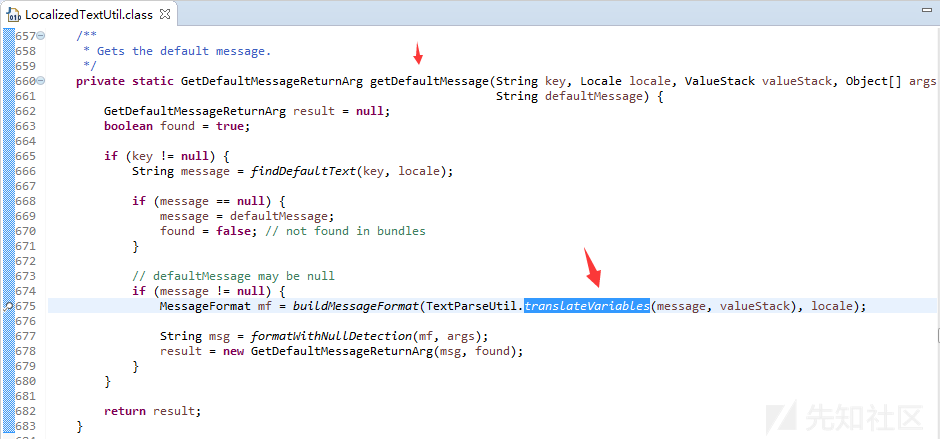 LocalizedTextUtil.class
657 /**
658 * Gets the default message.
659 */
660 private static GetDefaultMessageReturnArg getDefaultMessage(String key, Locale locale, ValueStack valueStack, Object[] args
661 String defaultMessage) {
662 GetDefaultMessageReturnArg result = null;
663 boolean found = true;
664
665 if (key != null) {
666 String message = findDefaultText(key, locale);
667
668 if (message == null) {
669 message = defaultMessage;
670 found = false; // not found in bundles
671 }
672
673 // defaultMessage may be null
674 if (message != null) {
675 MessageFormat mf = buildMessageFormat(TextParseUtil.translateVariables(message, valueStack), locale);
676
677 String msg = formatWithNullDetection(mf, args);
678 result = new GetDefaultMessageReturnArg(msg, found);
679 }
680 }
681
682 return result;
683 }
先知社区